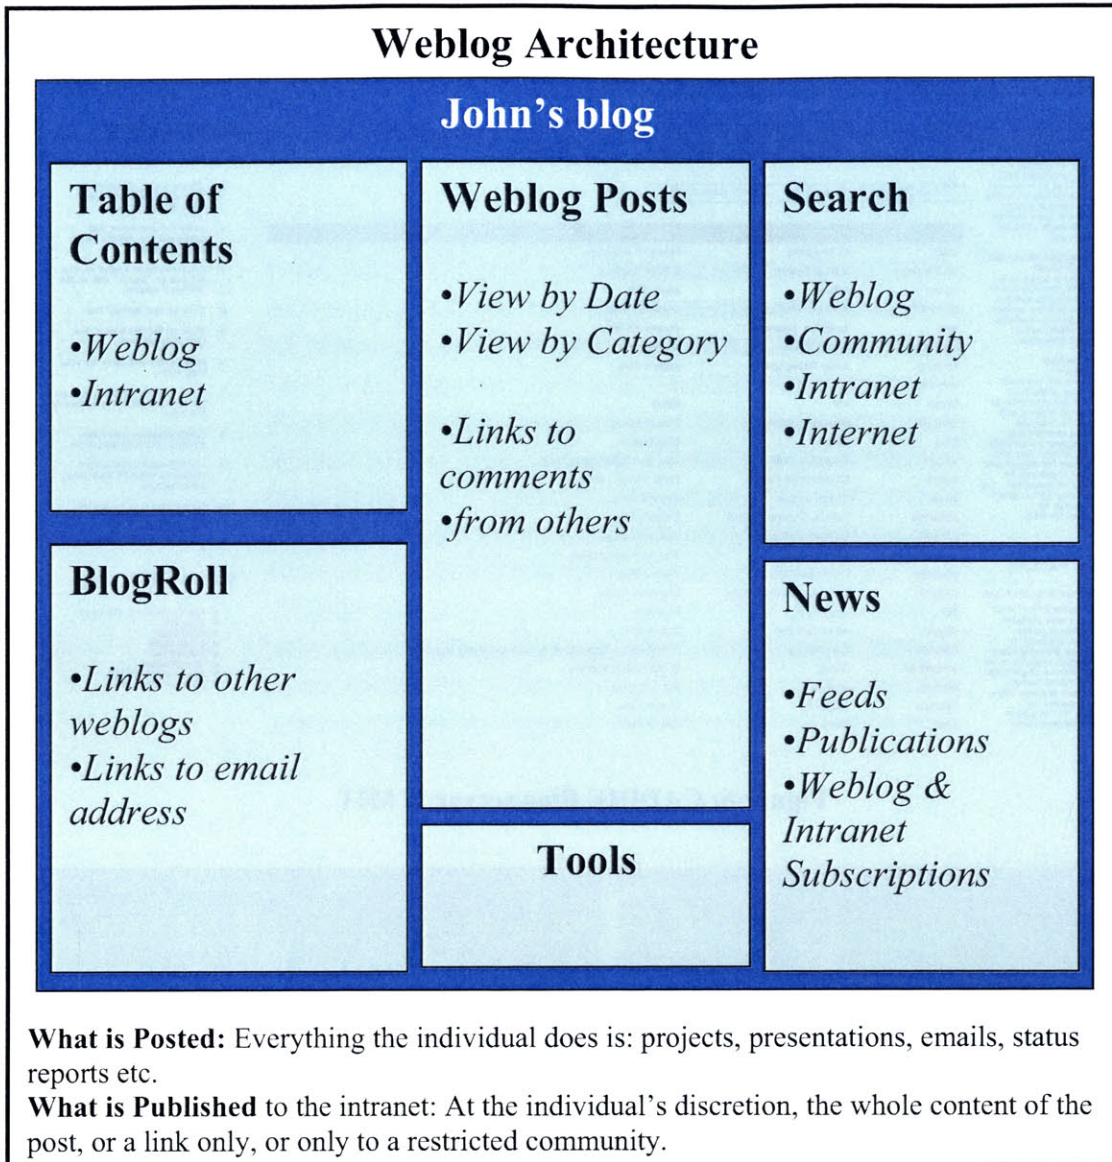 Weblog Architecture
John's blog
Table of
Contents
•Weblog
•Intranet
BlogRoll
•Links to other
weblogs
•Links to email
address
Weblog Posts
•View by Date
•View by Category
•Links to
comments
•from others
Tools
Search
•Weblog
•Community
•Intranet
•Internet
News
•Feeds
•Publications
•Weblog &
Intranet
Subscriptions
What is Posted: Everything the individual does is: projects, presentations, emails, status
reports etc.
What is Published to the intranet: At the individual's discretion, the whole content of the
post, or a link only, or only to a restricted community.